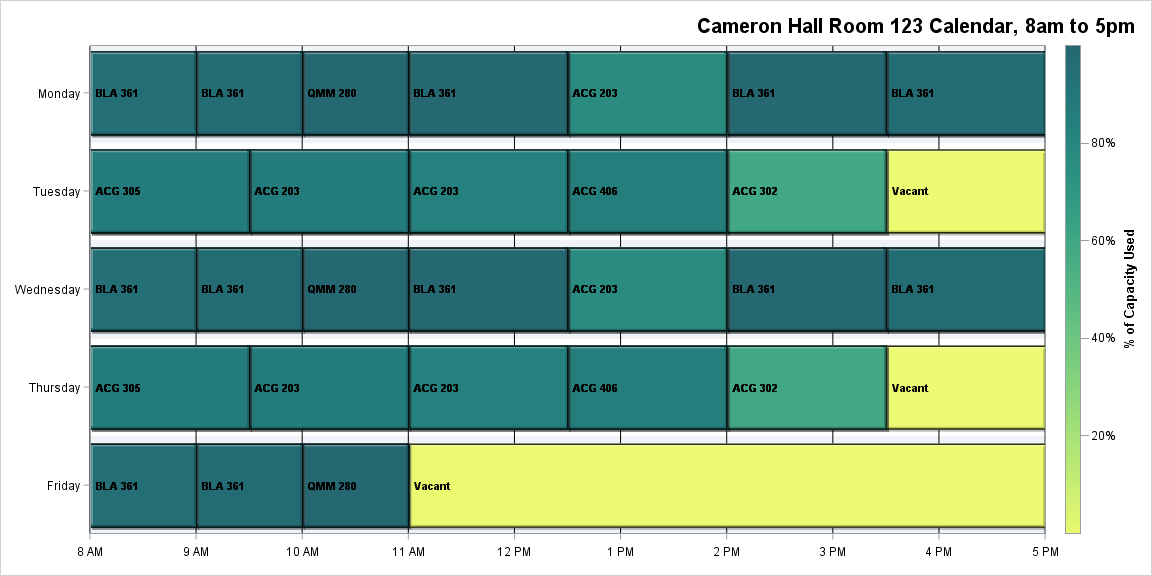 Cameron Hall Room 123 Calendar, 8am to 5pm
Monday
BLA 361
BLA 361
QMM 280
BLA 361
ACG 203
BLA 361
BLA 361
Tuesday
ACG 305
ACG 203
ACG 203
ACG 406
ACG 302
Vacant
Wednesday
BLA 361
BLA 361
QMM 280
BLA 361
ACG 203
BLA 361
BLA 361
Thursday
ACG 305
ACG 203
ACG 203
ACG 406
ACG 302
Vacant
Friday
BLA 361
BLA 361
QMM 280
Vacant
8 AM
9 AM
10 AM
11 AM
12 PM
1 PM
2 PM
3 PM
4 PM
5 PM
80%
60%
40%
20%
% of Capacity Used